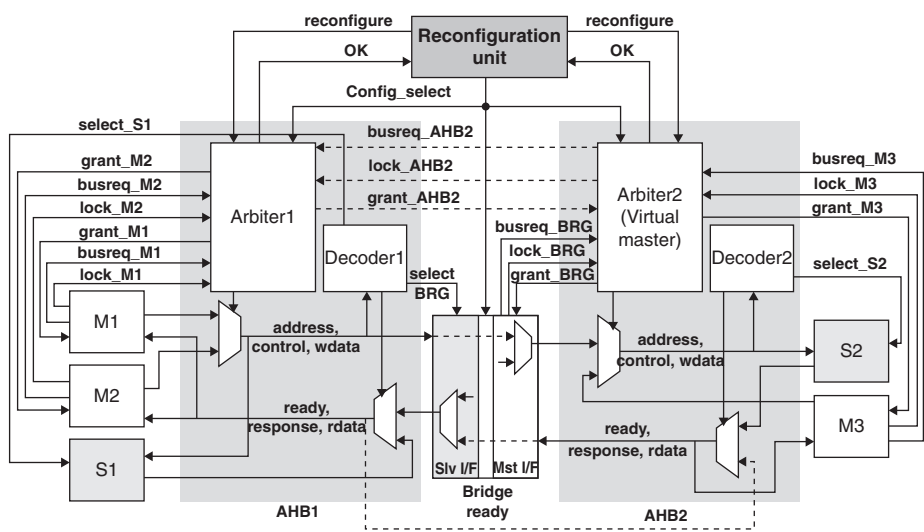 reconfigure
reconfigure
Reconfiguration
unit
OK
OK
Config_select
select_S1
busreq_AHB2
grant_M2
lock_AHB2
busreq_M3
busreq_M2
lock_M3
lock_M2
Arbiter1
grant_AHB2
Arbiter2
(Virtual
master)
grant_M3
grant_M1
busreq_BRG
busreq_M1
Decoder1
lock_BRG
Decoder2
lock_M1
select
BRG
grant_BRG
select_S2
M1
address,
control, wdata
address,
control, wdata
S2
M2
ready,
response, rdata
ready,
response, rdata
M3
S1
Slv I/F
Mst I/F
AHB1
Bridge
ready
AHB2